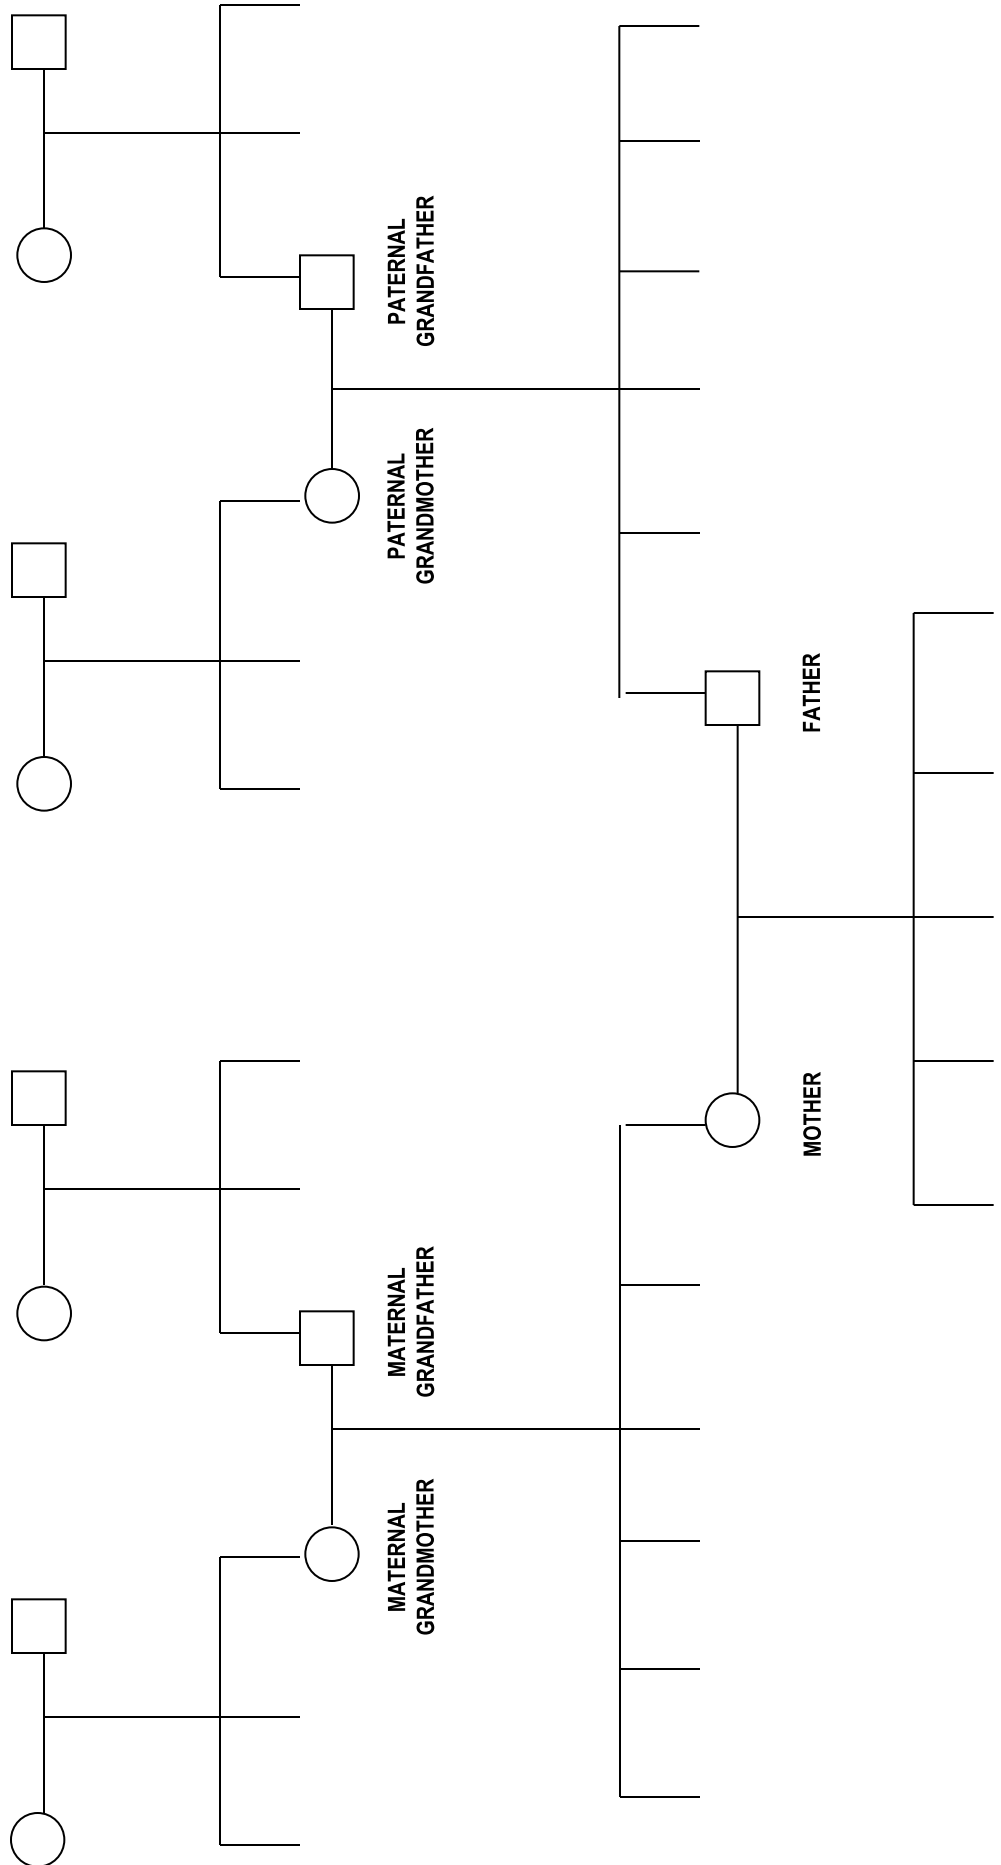 MATERNAL
GRANDMOTHER
MATERNAL
GRANDFATHER
PATERNAL
GRANDMOTHER
PATERNAL
GRANDFATHER
MOTHER
FATHER